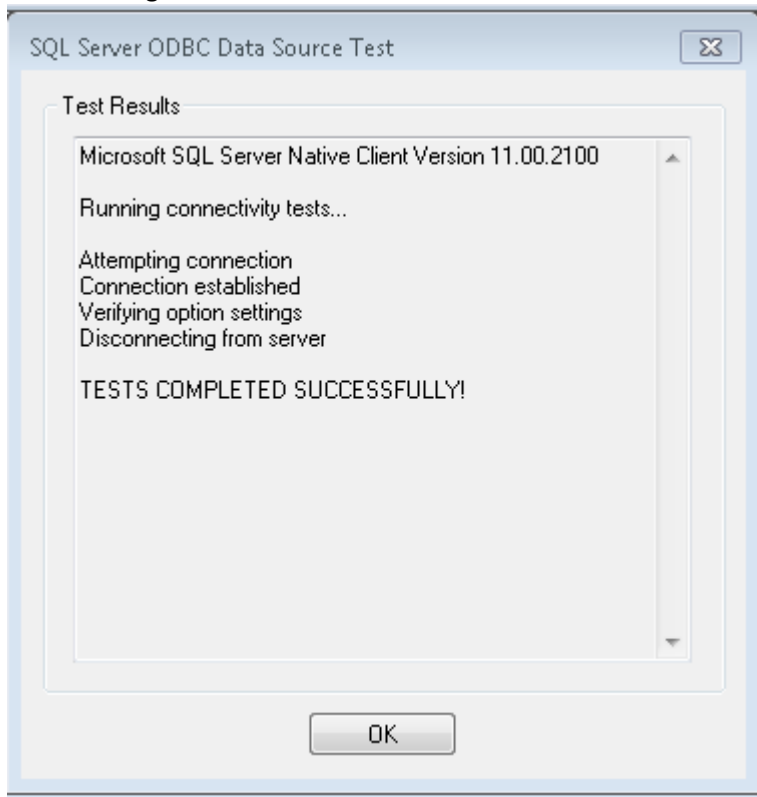 SQL Server ODBC Data Source Test
Test Results
Microsoft SQL Server Native Client Version 11.00.2100
Running connectivity tests...
Attempting connection
Connection established
Verifying option settings
Disconnecting from server
TESTS COMPLETED SUCCESSFULLY!
OK